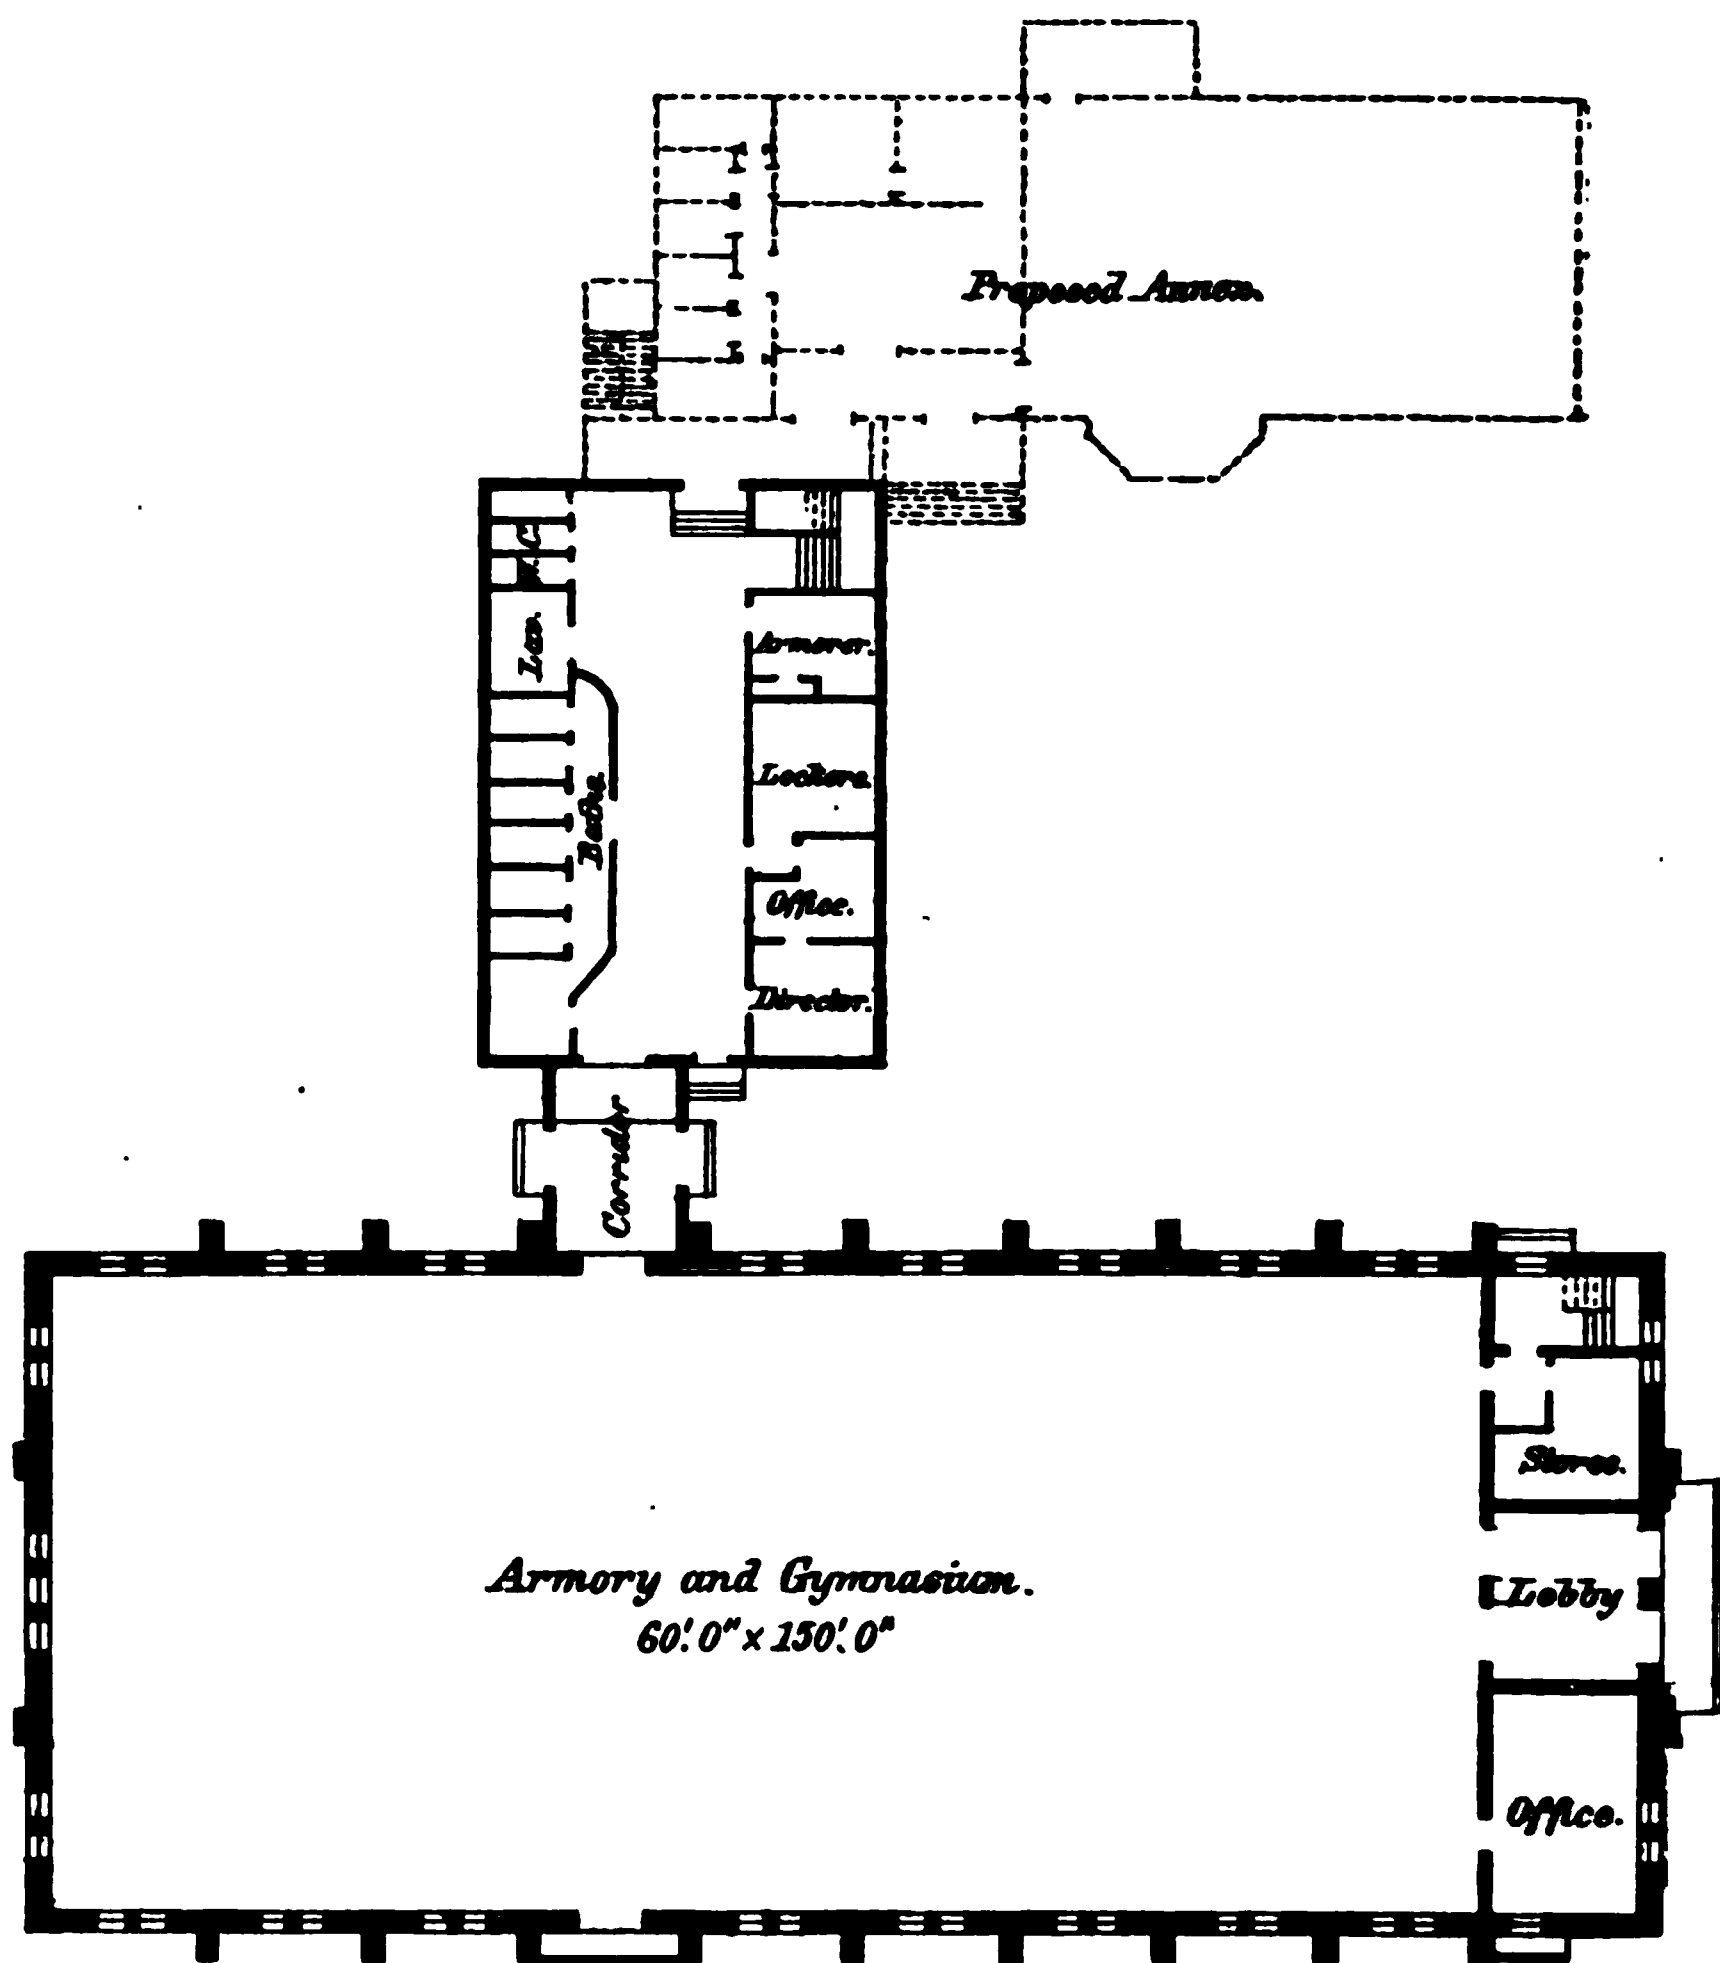 Proposed Annex.
W. C.
Lav.
Armorer.
Lockers.
Baths.
Office.
Director.
Corridor
Stores.
Armory and Gymnasium.
60'.0" x 150'.0"
Lobby
Office.